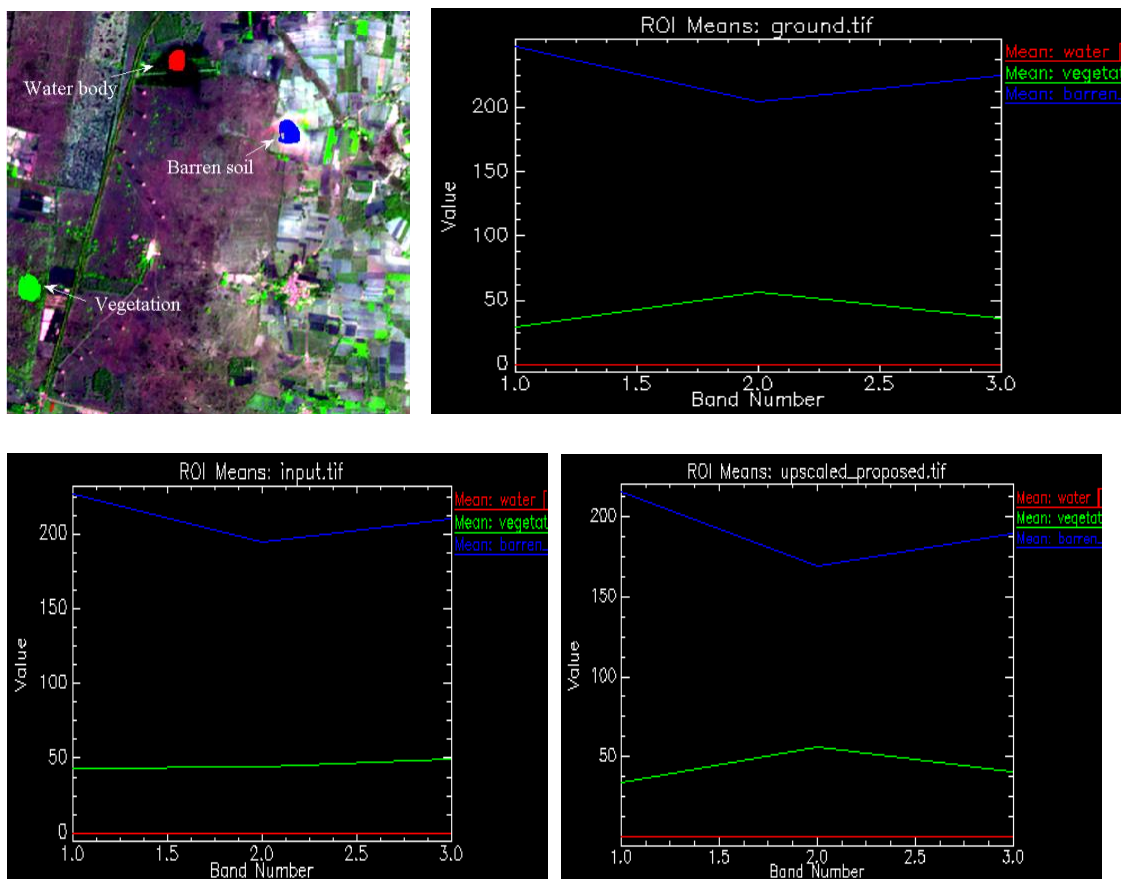 Water body
Barren soil
Vegetation
ROI Means: ground.tif
Mean: water [
Mean: vegetat
Mean: barren_
Value
200
150
100
50
0
1.0 1.5 2.0 2.5 3.0
Band Number
ROI Means: input.tif
Mean: water [
Mean: vegetat
Mean: barren_
Value
200
150
100
50
0
1.0 1.5 2.0 2.5 3.0
Band Number
ROI Means: upscaled_proposed.tif
Mean: water [
Mean: vegetat
Mean: barren_
Value
200
150
100
50
1.0 1.5 2.0 2.5 3.0
Band Number